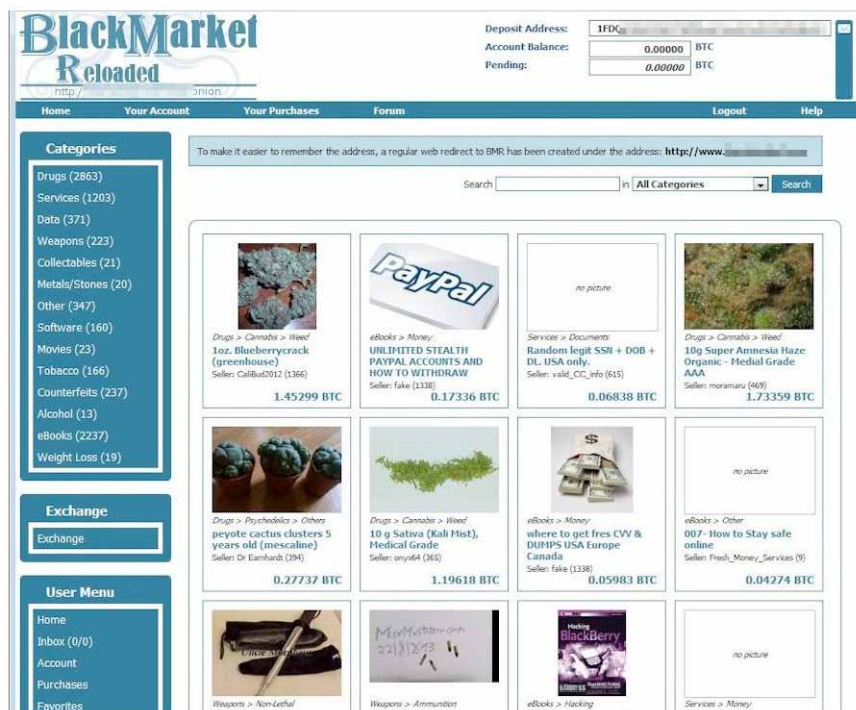 BlackMarket
Reloaded
http:/
onion
Deposit Address: 1FDC
Account Balance: 0.00000 BTC
Pending: 0.00000 BTC
Home Your Account Your Purchases Forum Logout Help
Categories
Drugs (2863)
Services (1203)
Data (371)
Weapons (223)
Collectables (21)
Metals/Stones (20)
Other (347)
Software (160)
Movies (23)
Tobacco (166)
Counterfeits (237)
Alcohol (13)
eBooks (2237)
Weight Loss (19)
Exchange
Exchange
User Menu
Home
Inbox (0/0)
Account
Purchases
Favorites
To make it easier to remember the address, a regular web redirect to BMR has been created under the address: http://www.
Search in All Categories Search
Drugs > Cannabis > Weed
1oz. Blueberrycrack
(greenhouse)
Seller: CaliBud2012 (1366)
1.45299 BTC
PayPal
eBooks > Money
UNLIMITED STEALTH
PAYPAL ACCOUNTS AND
HOW TO WITHDRAW
Seller: fake (1338)
0.17336 BTC
no picture
Services > Documents
Random legit SSN + DOB +
DL. USA only.
Seller: valid_CC_info (615)
0.06838 BTC
Drugs > Cannabis > Weed
10g Super Amnesia Haze
Organic - Medial Grade
AAA
Seller: moramaru (469)
1.73359 BTC
Drugs > Psychedelics > Others
peyote cactus clusters 5
years old (mescaline)
Seller: Dr Earnhardt (394)
0.27737 BTC
Drugs > Cannabis > Weed
10 g Sativa (Kali Mist),
Medical Grade
Seller: onyx64 (365)
1.19618 BTC
$
eBooks > Money
where to get fres CVV &
DUMPS USA Europe
Canada
Seller: fake (1338)
0.05983 BTC
no picture
eBooks > Other
007- How to Stay safe
online
Seller: Fresh_Money_Services (9)
0.04274 BTC
Weapons > Non-Lethal
22/8/2013
Weapons > Ammunition
Hacking
BlackBerry
eBooks > Hacking
no picture
Services > Money